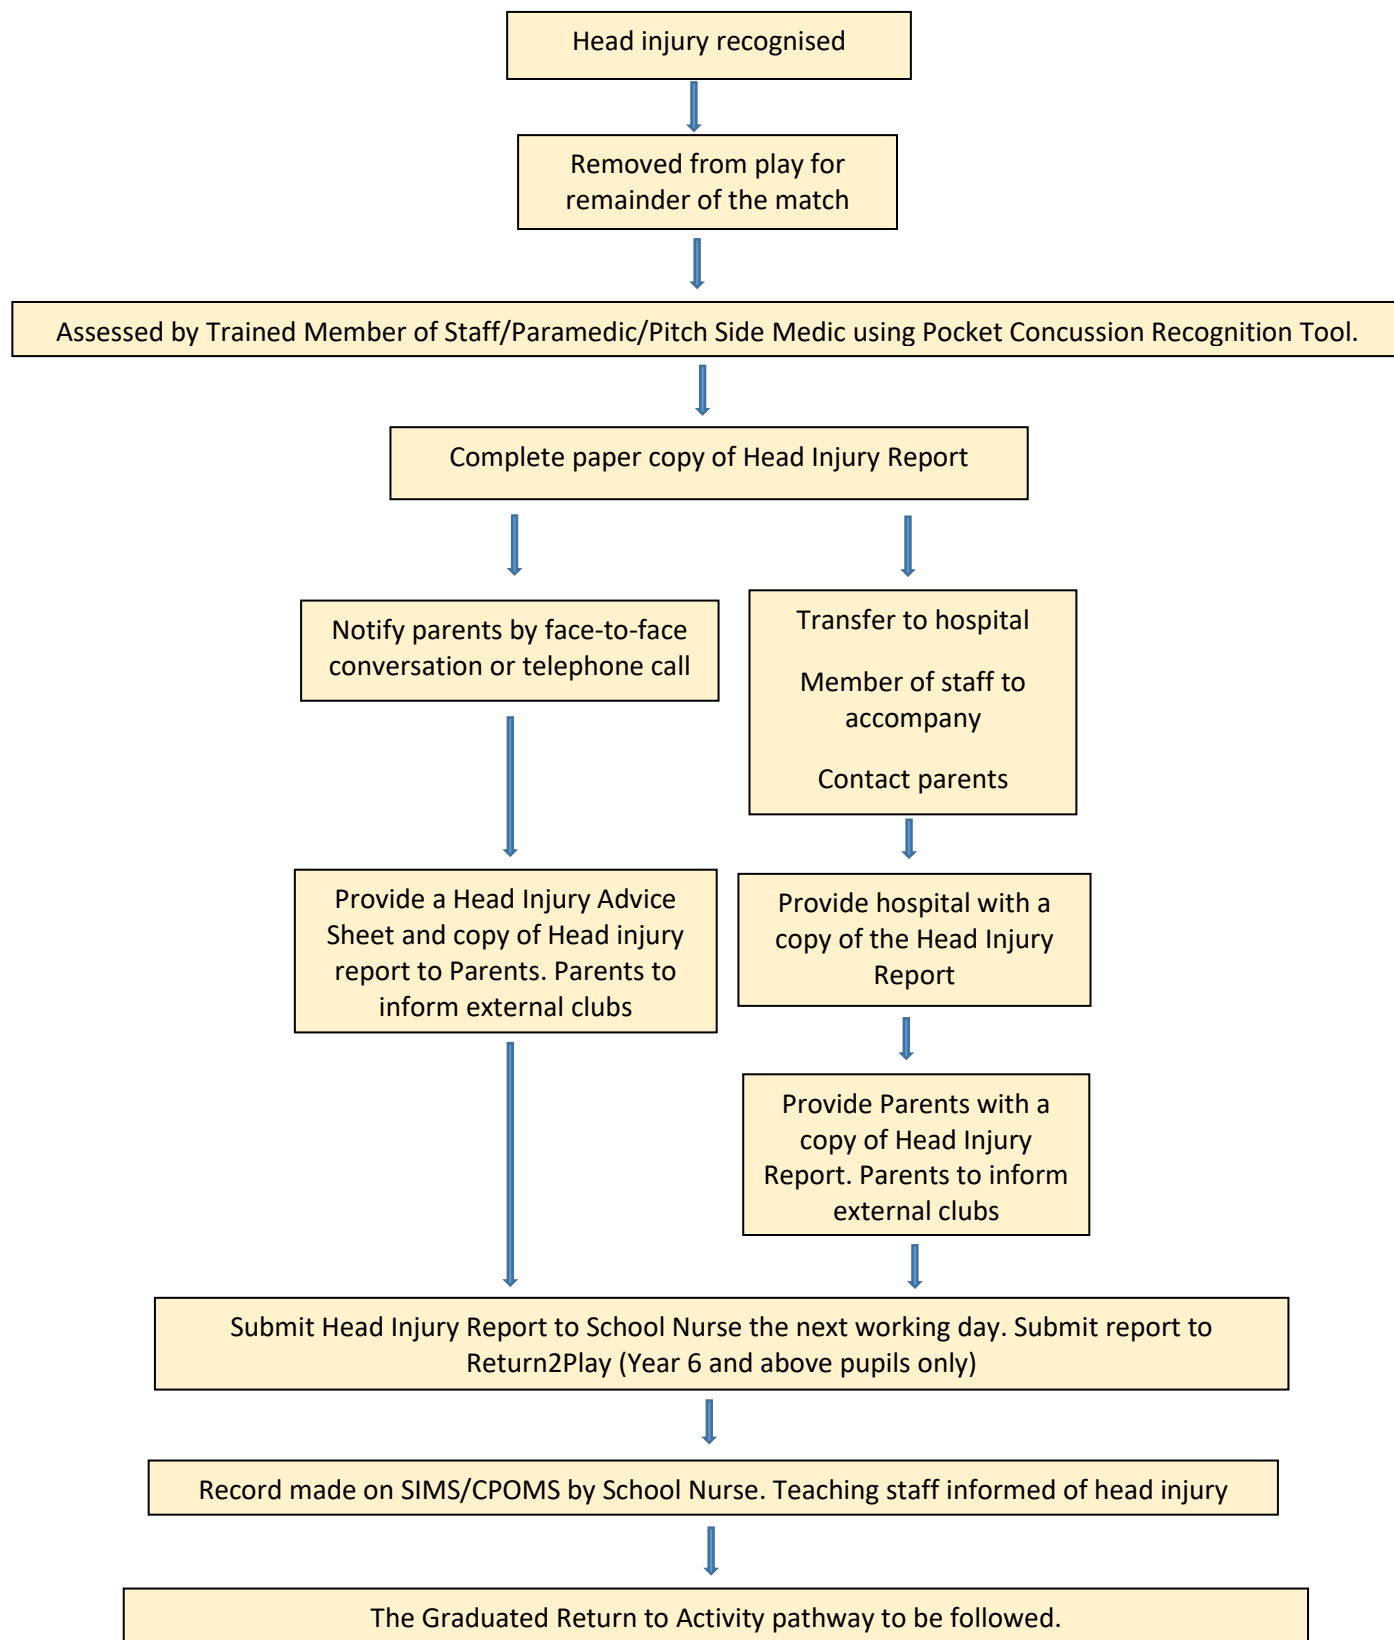 Head injury recognised
Removed from play for
remainder of the match
Assessed by Trained Member of Staff/Paramedic/Pitch Side Medic using Pocket Concussion Recognition Tool.
Complete paper copy of Head Injury Report
Notify parents by face-to-face
conversation or telephone call
Transfer to hospital
Member of staff to
accompany
Contact parents
Provide a Head Injury Advice
Sheet and copy of Head injury
report to Parents. Parents to
inform external clubs
Provide hospital with a
copy of the Head Injury
Report
Provide Parents with a
copy of Head Injury
Report. Parents to inform
external clubs
Submit Head Injury Report to School Nurse the next working day. Submit report to
Return2Play (Year 6 and above pupils only)
Record made on SIMS/CPOMS by School Nurse. Teaching staff informed of head injury
The Graduated Return to Activity pathway to be followed.